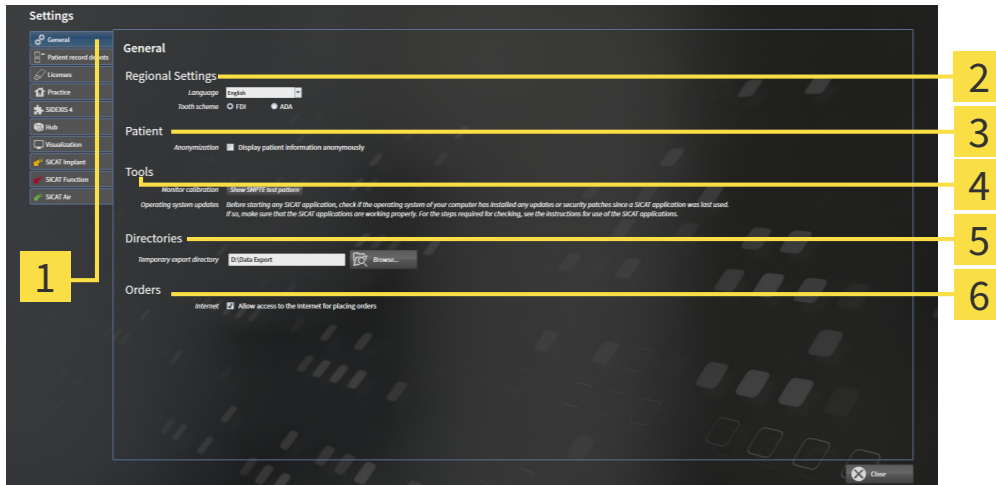 Settings
General
Patient record depots
Licenses
Practice
SIDEXIS 4
Hub
Visualization
SICAT Implant
SICAT Function
SICAT Air
General
Regional Settings
Language English
Tooth scheme FDI ADA
Patient
Anonymization Display patient information anonymously
Tools
Monitor calibration Show SMPTE test pattern
Operating system updates Before starting any SICAT application, check if the operating system of your computer has installed any updates or security patches since a SICAT application was last used.
If so, make sure that the SICAT applications are working properly. For the steps required for checking, see the instructions for use of the SICAT applications.
Directories
Temporary export directory D:\Data Export Browse...
Orders
Internet Allow access to the Internet for placing orders
Close
1
2
3
4
5
6